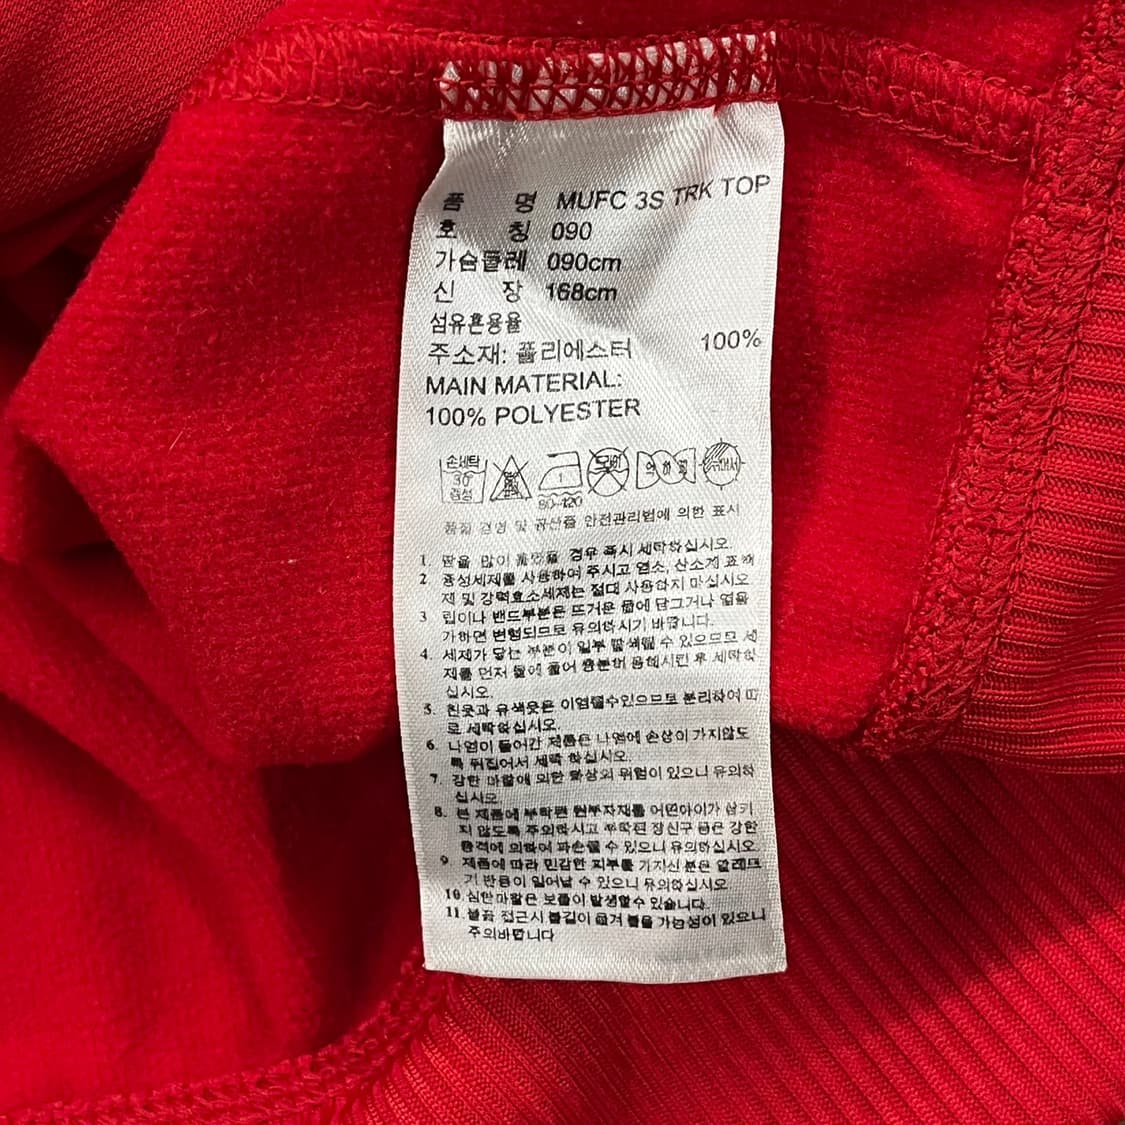 품 명 MUFC 3S TRK TOP
호 칭 090
가슴둘레 090cm
신 장 168cm
섬유혼용율
주소재: 폴리에스터 100%
MAIN MATERIAL:
100% POLYESTER
손세탁
30
중성
80~120
품질 경영 및 공산품 안전관리법에 의한 표시
1. 땀을 많이 흘렸을 경우 즉시 세탁하십시오.
2 중성세제를 사용하여 주시고 염소, 산소계 표백
제 및 강력효소세제는 절대 사용하지 마십시오
3 립이나 밴드부분은 뜨거운 물에 담그거나 열을
가하면 변형되므로 유의하시기 바랍니다.
4. 세제가 닿는 부분이 일부 탈색될 수 있으므로 세
제를 먼저 물에 풀어 충분히 용해시킨 후 세탁하
십시오.
5. 흰옷과 유색옷은 이염될수있으므로 분리하여 따
로 세탁하십시오.
6. 나염이 들어간 제품은 나염에 손상이 가지않도
록 뒤집어서 세탁 하십시오.
7. 강한 마찰에 의한 화상의 위험이 있으니 유의하
십시오
8. 본 제품에 부착된 원부자재를 어린아이가 삼키
지 않도록 주의하시고 부착된 장신구 등은 강한
충격에 의하여 파손될 수 있으니 유의하십시오.
9. 제품에 따라 민감한 피부를 가지신 분은 알레르
기 반응이 일어날 수 있으니 유의하십시오.
10. 심한마찰은 보풀이 발생할수 있습니다.
11. 불꽃 접근시 불길이 옮겨 붙을 가능성이 있으니
주의바랍니다